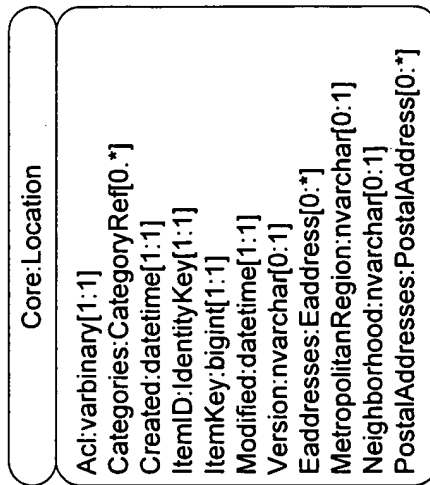 Core:Location
Acl:varbinary[1:1]
Categories:CategoryRef[0.*]
Created:datetime[1:1]
ItemID:IdentityKey[1:1]
ItemKey:bigint[1:1]
Modified:datetime[1:1]
Version:nvarchar[0:1]
Eaddresses:Eaddress[0:*]
MetropolitanRegion:nvarchar[0:1]
Neighborhood:nvarchar[0:1]
PostalAddresses:PostalAddress[0:*]